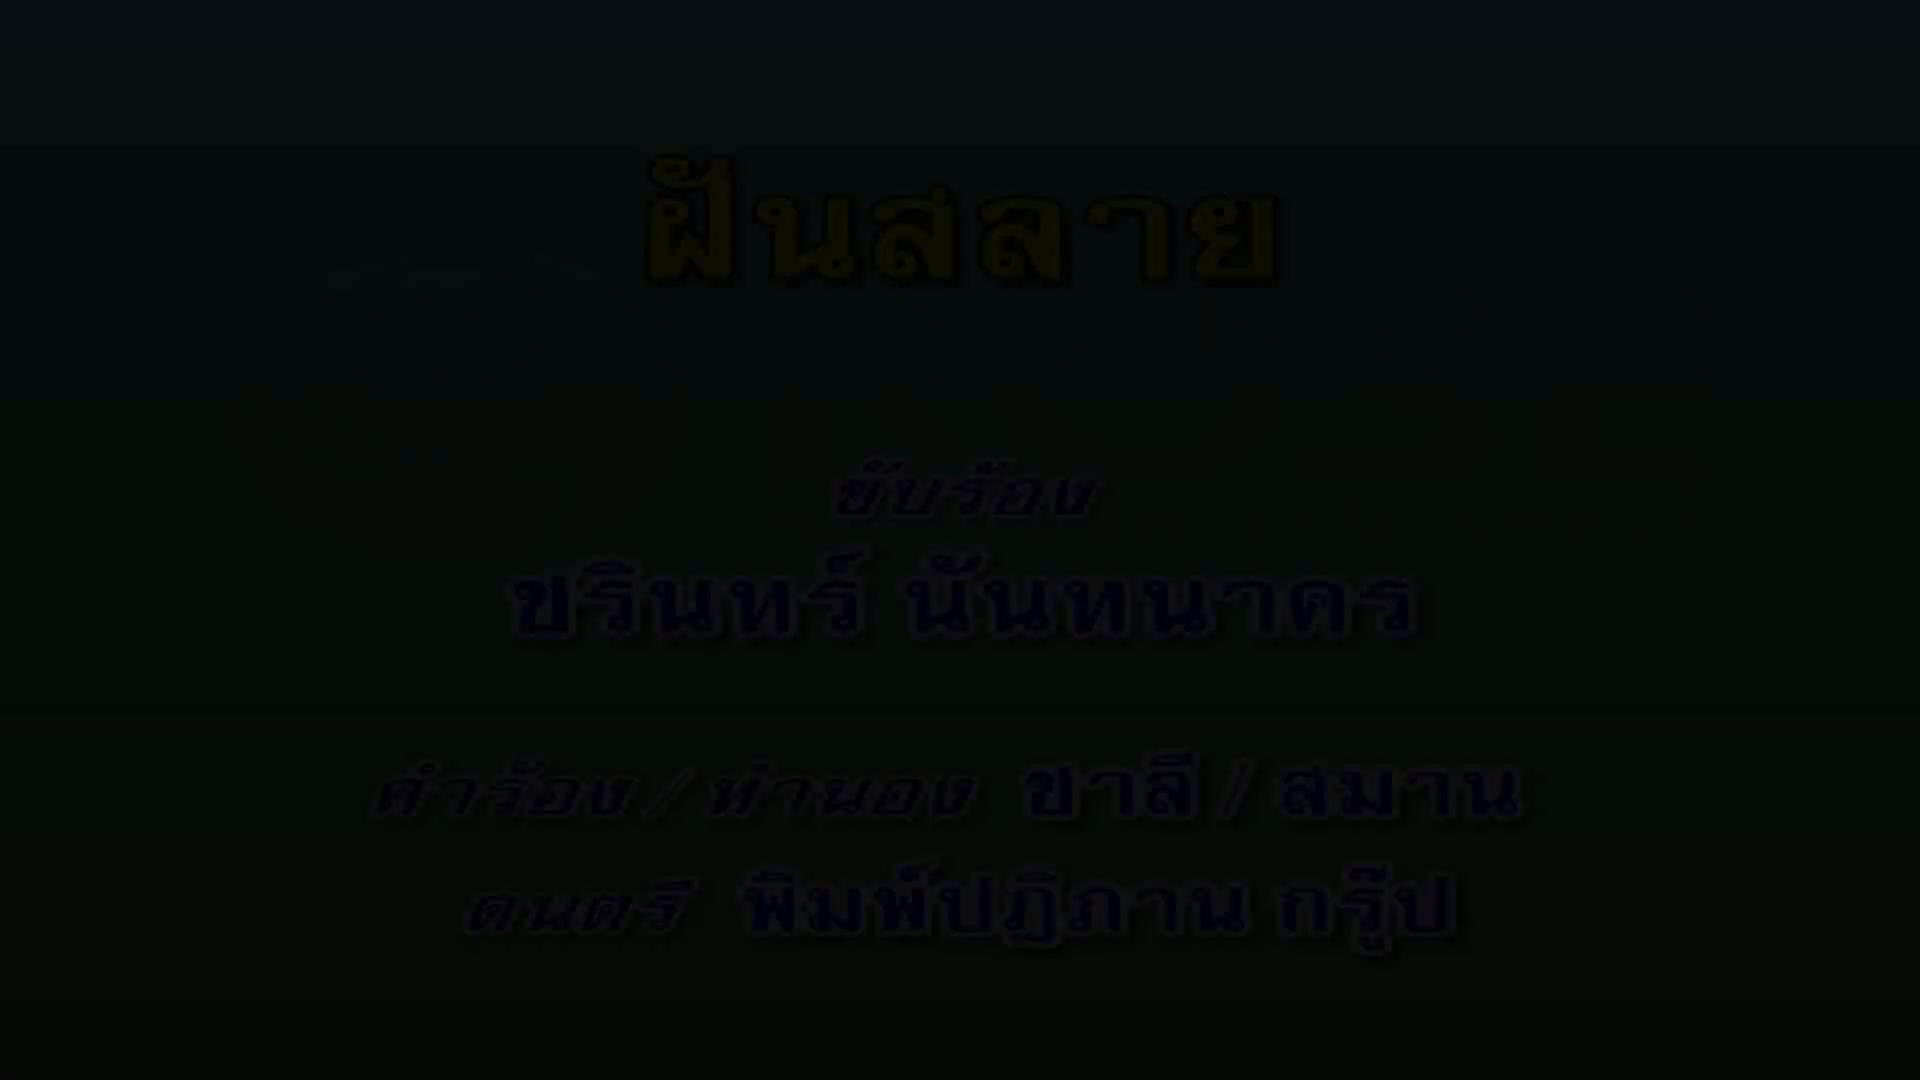 ฝันสลาย
ขับร้อง
ชรินทร์ นันทนาคร
คำร้อง / ทำนอง ชาลี / สมาน
ดนตรี พิมพ์ปฏิภาณ กรุ๊ป